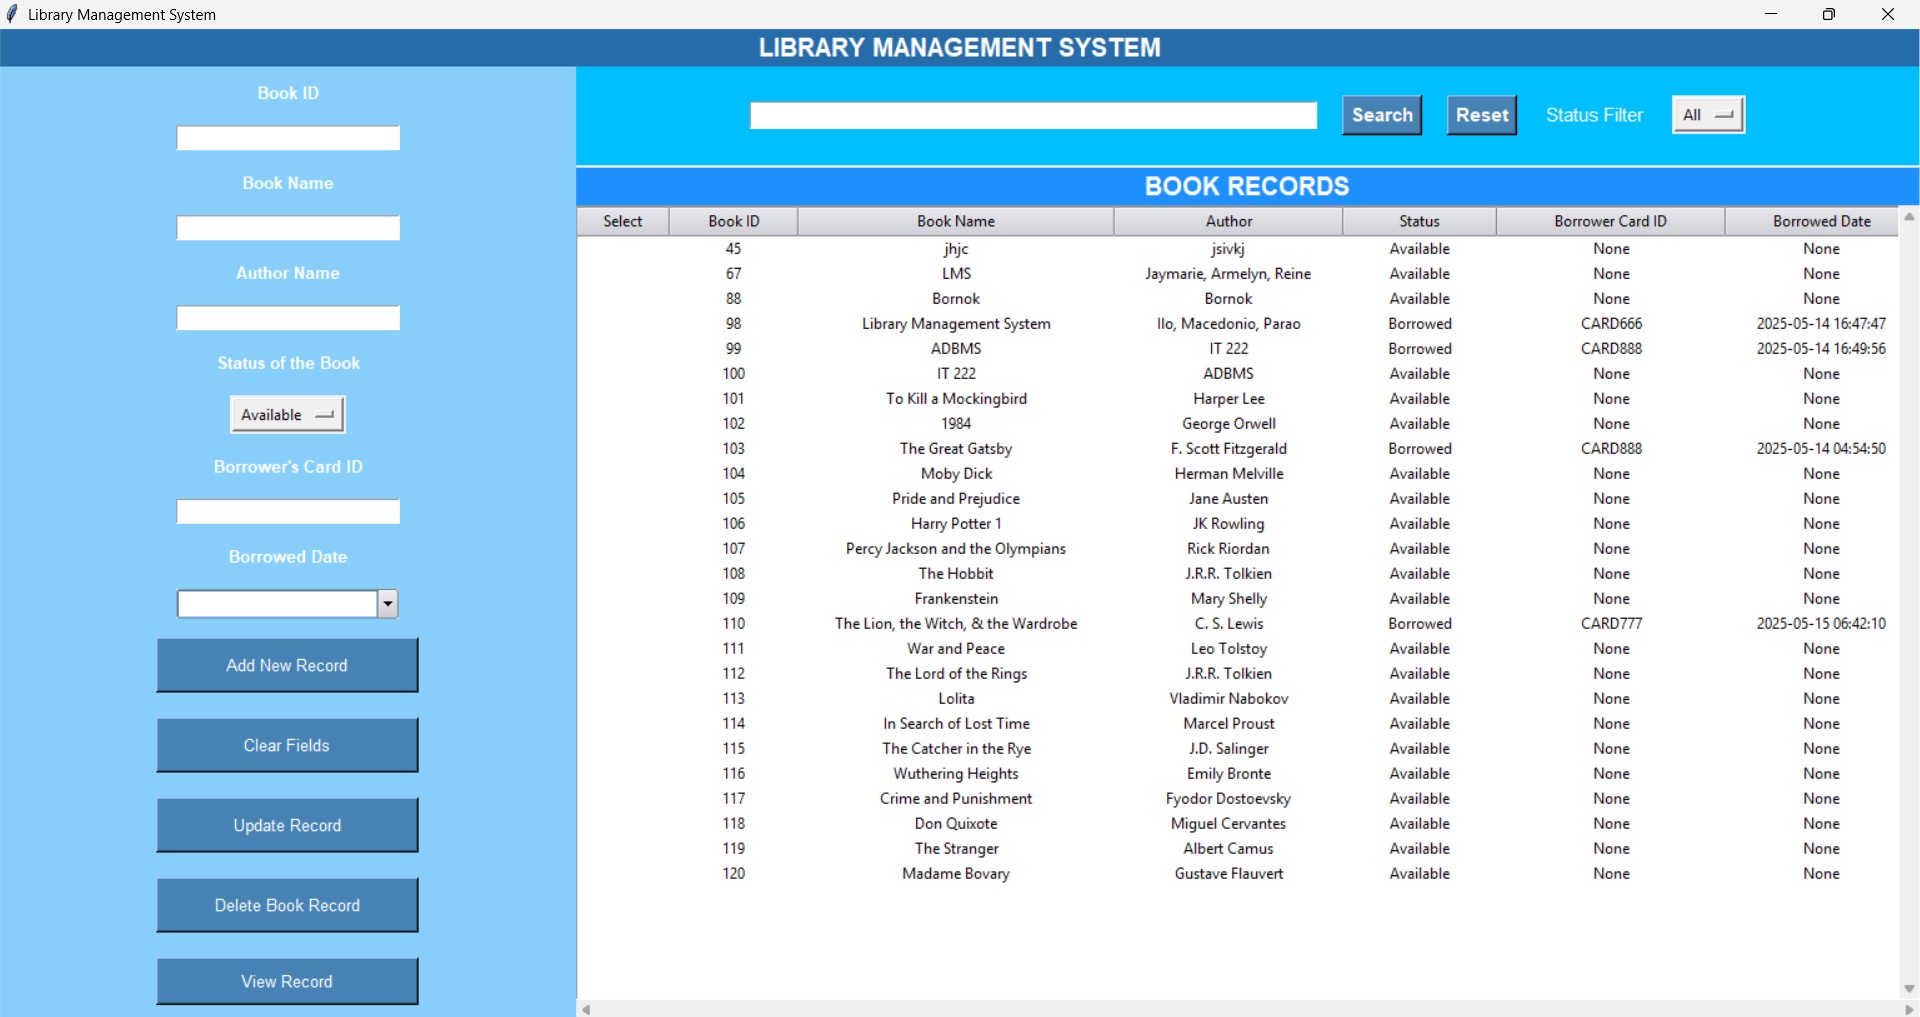 Library Management System
LIBRARY MANAGEMENT SYSTEM
Book ID
Book Name
Author Name
Status of the Book
Available
Borrower's Card ID
Borrowed Date
Add New Record
Clear Fields
Update Record
Delete Book Record
View Record
Search Reset Status Filter All
BOOK RECORDS
Select Book ID Book Name Author Status Borrower Card ID Borrowed Date
45 jhjc jsivkj Available None None
67 LMS Jaymarie, Armelyn, Reine Available None None
88 Bornok Bornok Available None None
98 Library Management System Ilo, Macedonio, Parao Borrowed CARD666 2025-05-14 16:47:47
99 ADBMS IT 222 Borrowed CARD888 2025-05-14 16:49:56
100 IT 222 ADBMS Available None None
101 To Kill a Mockingbird Harper Lee Available None None
102 1984 George Orwell Available None None
103 The Great Gatsby F. Scott Fitzgerald Borrowed CARD888 2025-05-14 04:54:50
104 Moby Dick Herman Melville Available None None
105 Pride and Prejudice Jane Austen Available None None
106 Harry Potter 1 JK Rowling Available None None
107 Percy Jackson and the Olympians Rick Riordan Available None None
108 The Hobbit J.R.R. Tolkien Available None None
109 Frankenstein Mary Shelly Available None None
110 The Lion, the Witch, & the Wardrobe C. S. Lewis Borrowed CARD777 2025-05-15 06:42:10
111 War and Peace Leo Tolstoy Available None None
112 The Lord of the Rings J.R.R. Tolkien Available None None
113 Lolita Vladimir Nabokov Available None None
114 In Search of Lost Time Marcel Proust Available None None
115 The Catcher in the Rye J.D. Salinger Available None None
116 Wuthering Heights Emily Bronte Available None None
117 Crime and Punishment Fyodor Dostoevsky Available None None
118 Don Quixote Miguel Cervantes Available None None
119 The Stranger Albert Camus Available None None
120 Madame Bovary Gustave Flauvert Available None None